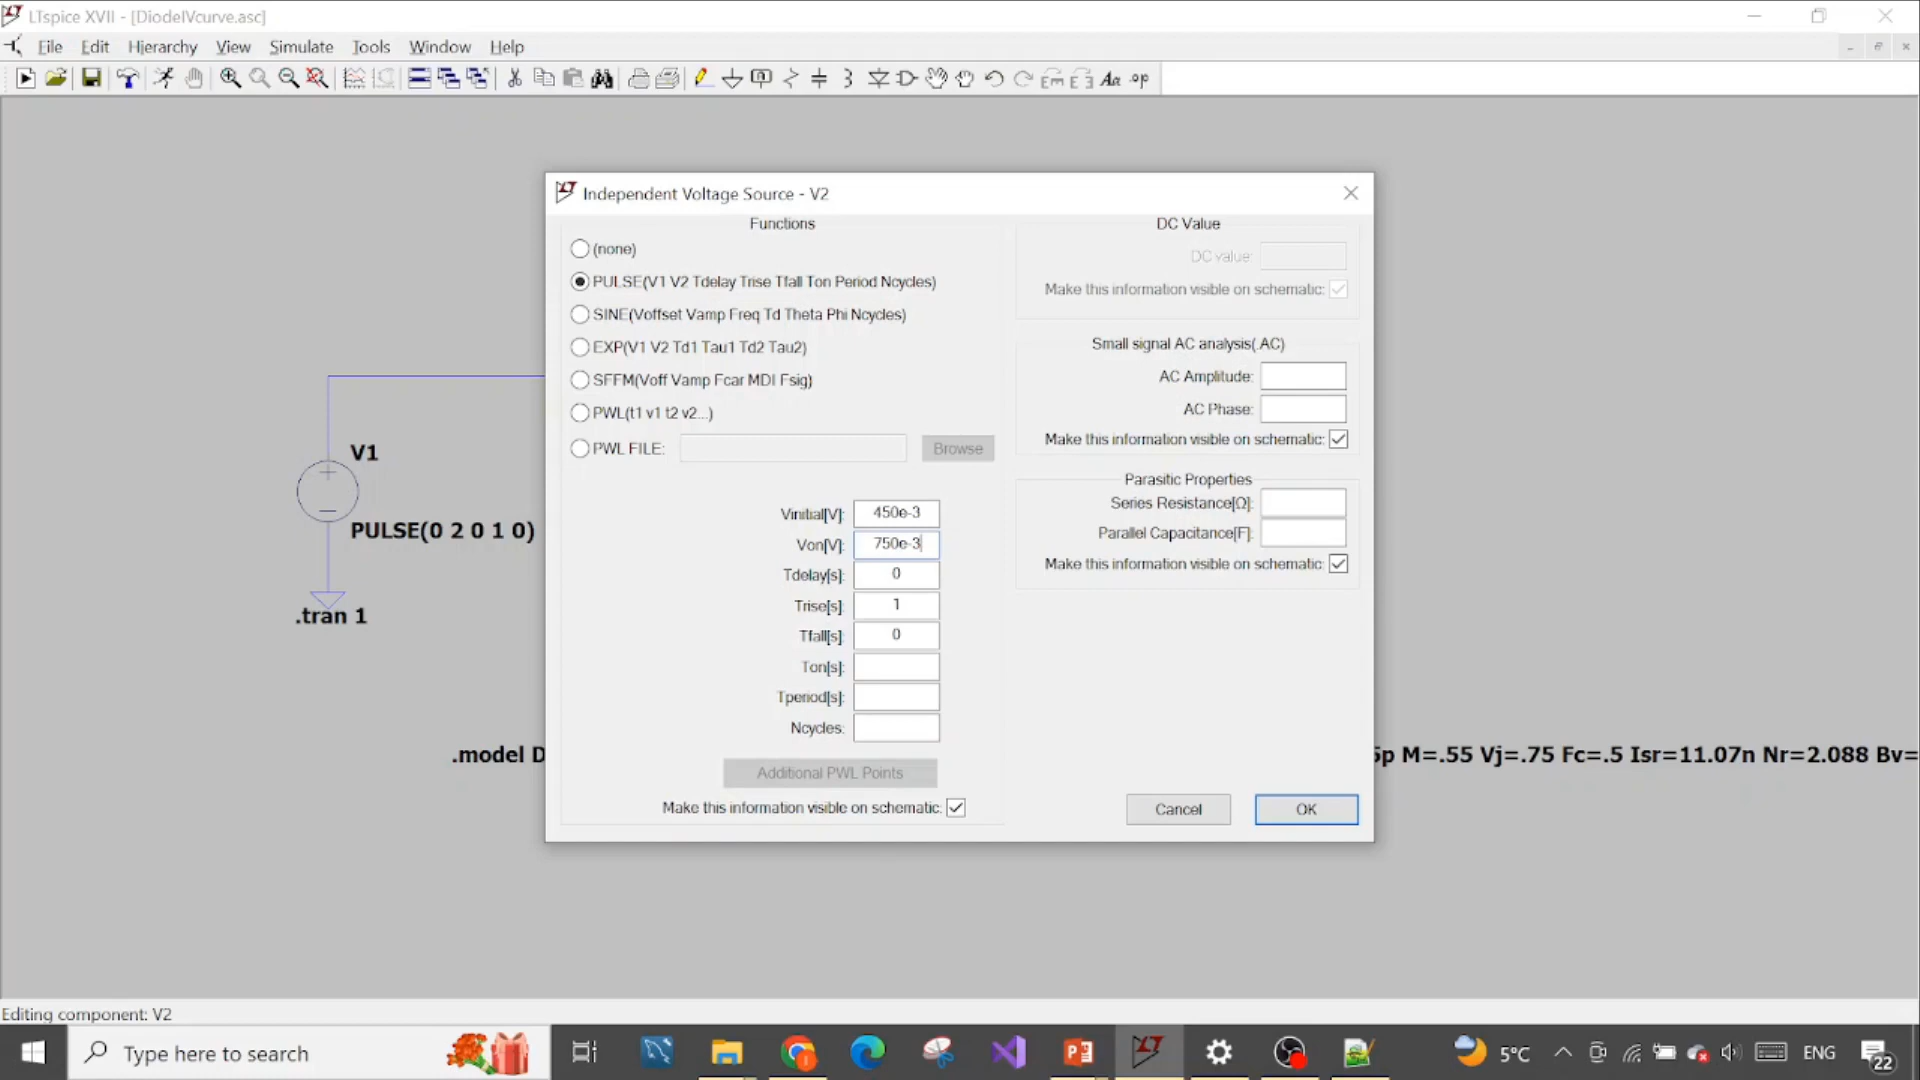 LTspice XVII - [DiodeIVcurve.asc]
File Edit Hierarchy View Simulate Tools Window Help
Aa .op
Independent Voltage Source - V2
Functions
(none)
PULSE(V1 V2 Tdelay Trise Tfall Ton Period Ncycles)
SINE(Voffset Vamp Freq Td Theta Phi Ncycles)
EXP(V1 V2 Td1 Tau1 Td2 Tau2)
SFFM(Voff Vamp Fcar MDI Fsig)
PWL(t1 v1 t2 v2...)
PWL FILE: Browse
Vinitial[V]: 450e-3
Von[V]: 750e-3
Tdelay[s]: 0
Trise[s]: 1
Tfall[s]: 0
Ton[s]:
Tperiod[s]:
Ncycles:
Additional PWL Points
Make this information visible on schematic:
DC Value
DC value:
Make this information visible on schematic:
Small signal AC analysis(.AC)
AC Amplitude:
AC Phase:
Make this information visible on schematic:
Parasitic Properties
Series Resistance[Ω]:
Parallel Capacitance[F]:
Make this information visible on schematic:
Cancel OK
V1
PULSE(0 2 0 1 0)
.tran 1
.model D
5p M=.55 Vj=.75 Fc=.5 Isr=11.07n Nr=2.088 Bv=
Editing component: V2
Type here to search
5°C ENG 22